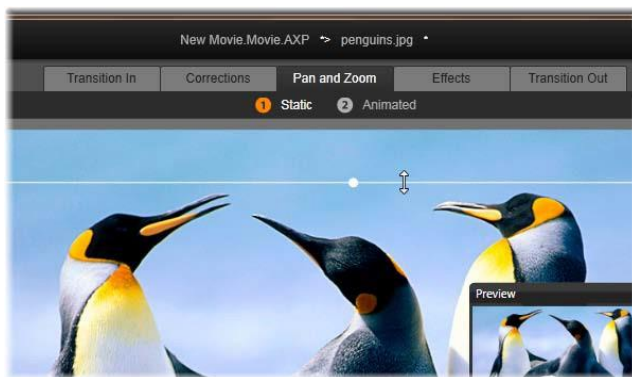 New Movie.Movie.AXP *> penguins.jpg *
Transition In Corrections Pan and Zoom Effects Transition Out
1 Static 2 Animated
Preview